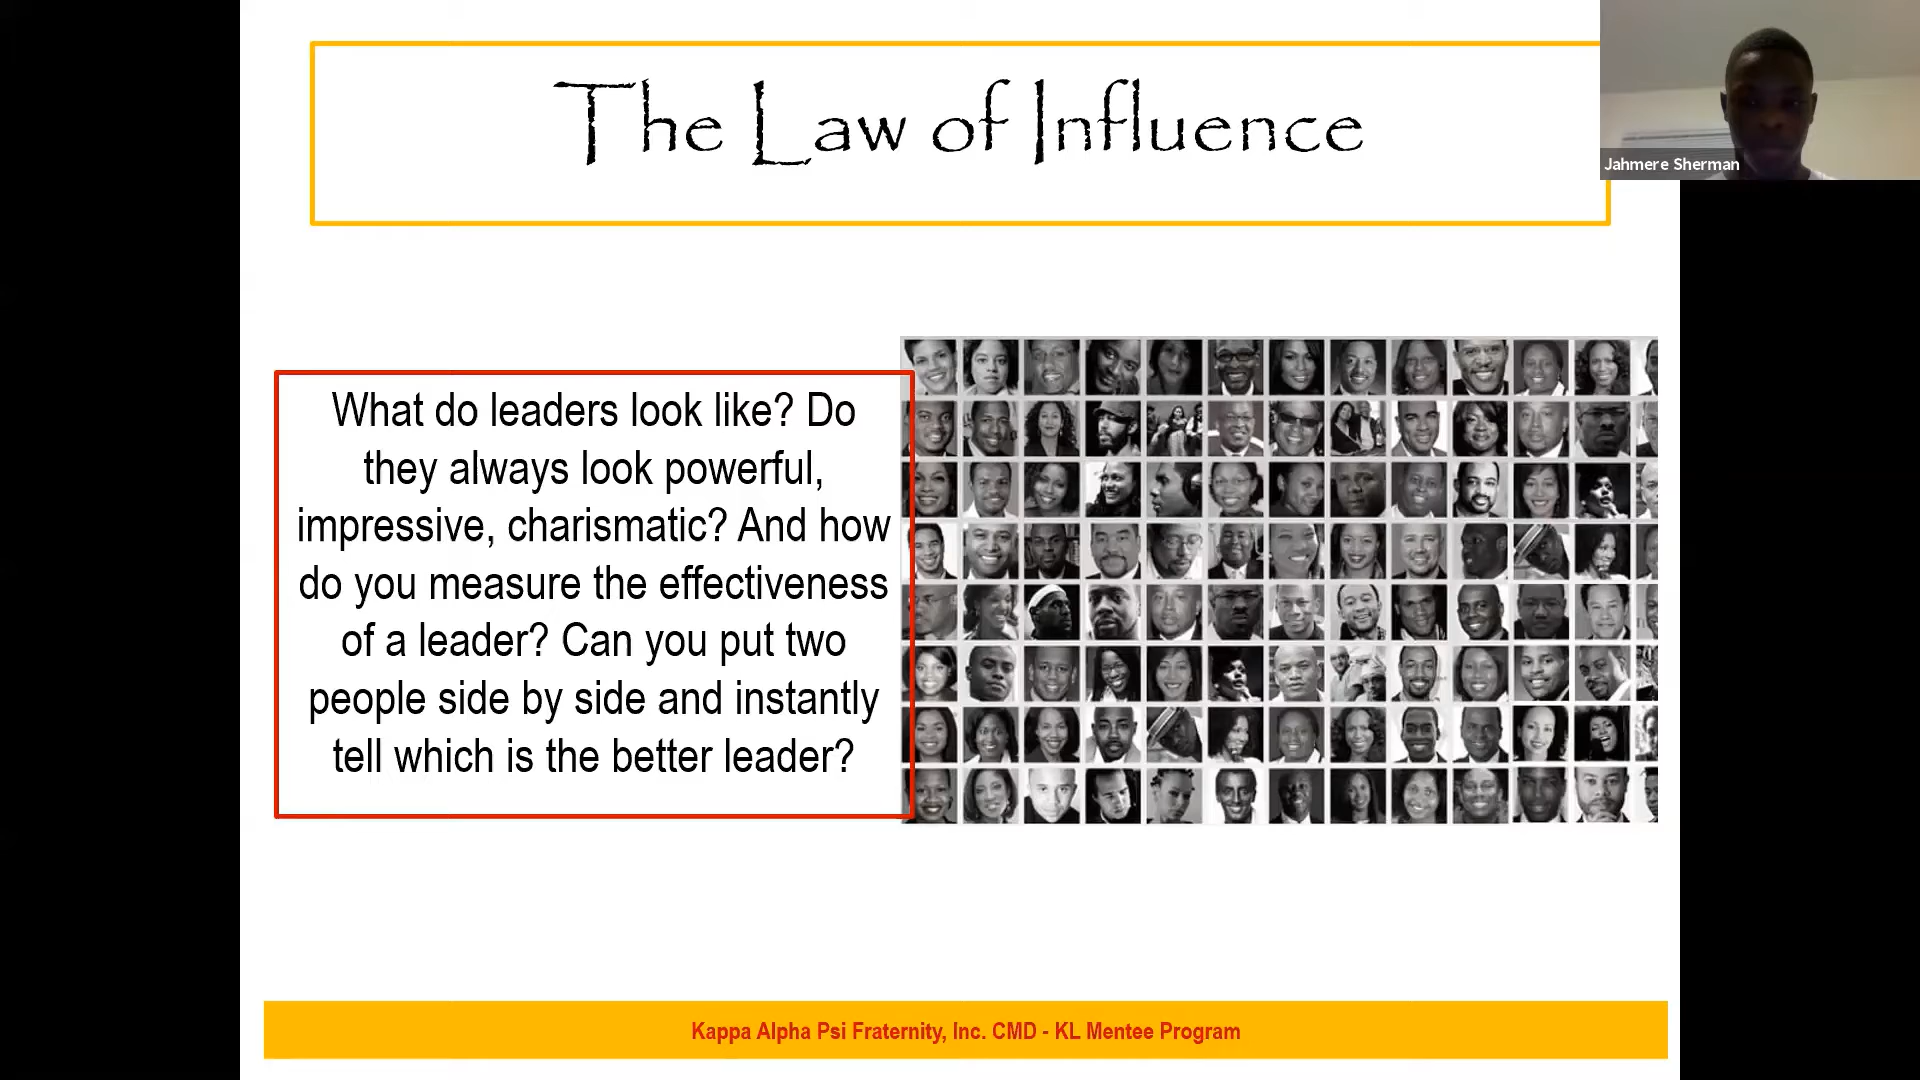 The Law of Influence
Jahmere Sherman
What do leaders look like? Do
they always look powerful,
impressive, charismatic? And how
do you measure the effectiveness
of a leader? Can you put two
people side by side and instantly
tell which is the better leader?
Kappa Alpha Psi Fraternity, Inc. CMD - KL Mentee Program